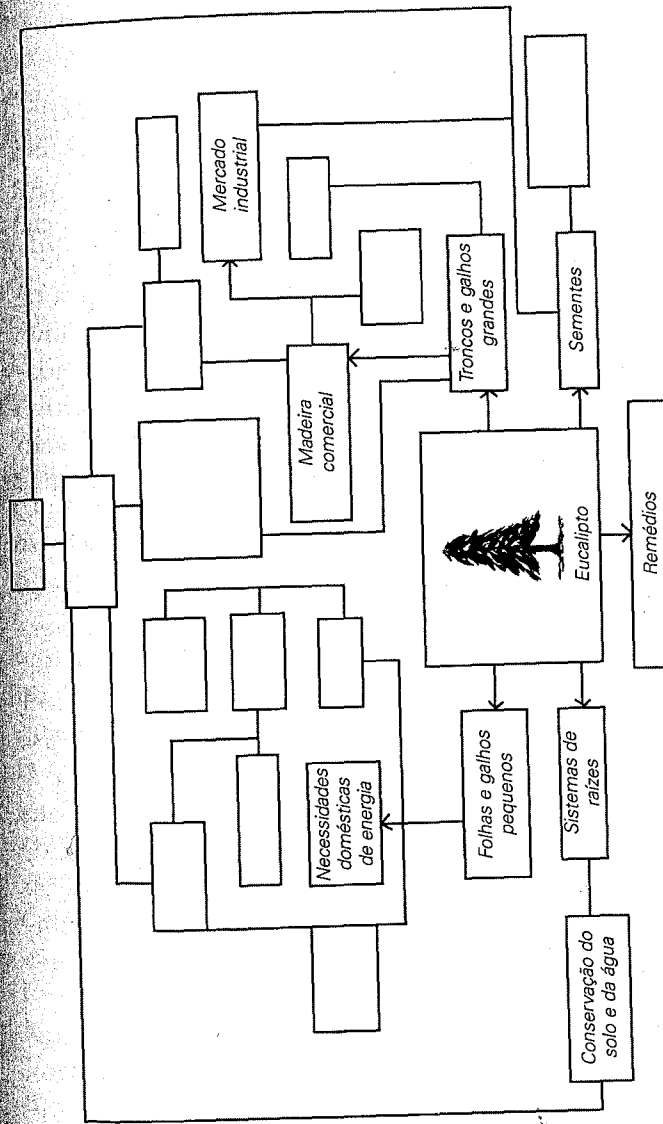 Mercado
industrial
Madeira
comercial
Troncos e galhos
grandes
Sementes
Eucalipto
Remédios
Necessidades
domésticas
de energia
Folhas e galhos
pequenos
Sistemas de
raízes
Conservação do
solo e da água